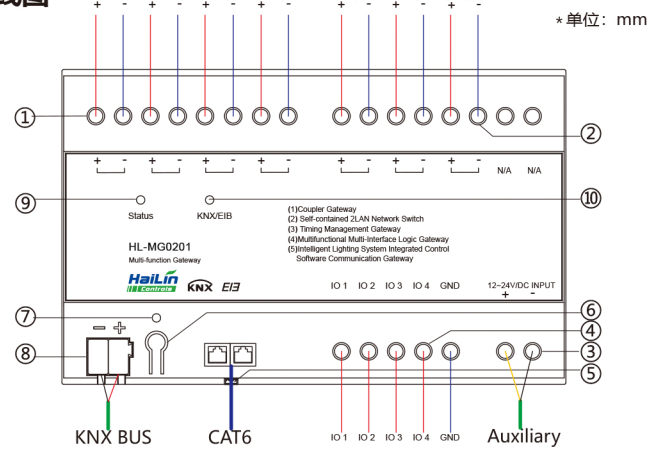 线图
*单位：mm
+ - + - + - + - + - + - + -
① ②
+ - + - + - + - + - + - + - N/A N/A
⑨ ⑩
Status KNX/EIB
(1)Coupler Gateway
(2) Self-contained 2LAN Network Switch
(3) Timing Management Gateway
(4)Multifunctional Multi-Interface Logic Gateway
(5)Intelligent Lighting System Integrated Control
Software Communication Gateway
HL-MG0201
Multi-function Gateway
HaiLin
Controls
KNX EIB
IO 1 IO 2 IO 3 IO 4 GND 12–24V/DC INPUT
+ -
⑦ ⑥
④
− +
⑧ ③
⑤
KNX BUS CAT6 IO 1 IO 2 IO 3 IO 4 GND Auxiliary